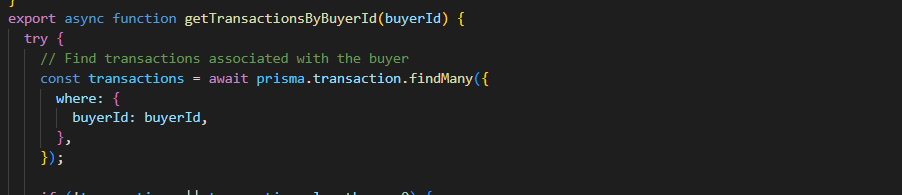 }
export async function getTransactionsByBuyerId(buyerId) {
  try {
    // Find transactions associated with the buyer
    const transactions = await prisma.transaction.findMany({
      where: {
        buyerId: buyerId,
      },
    });